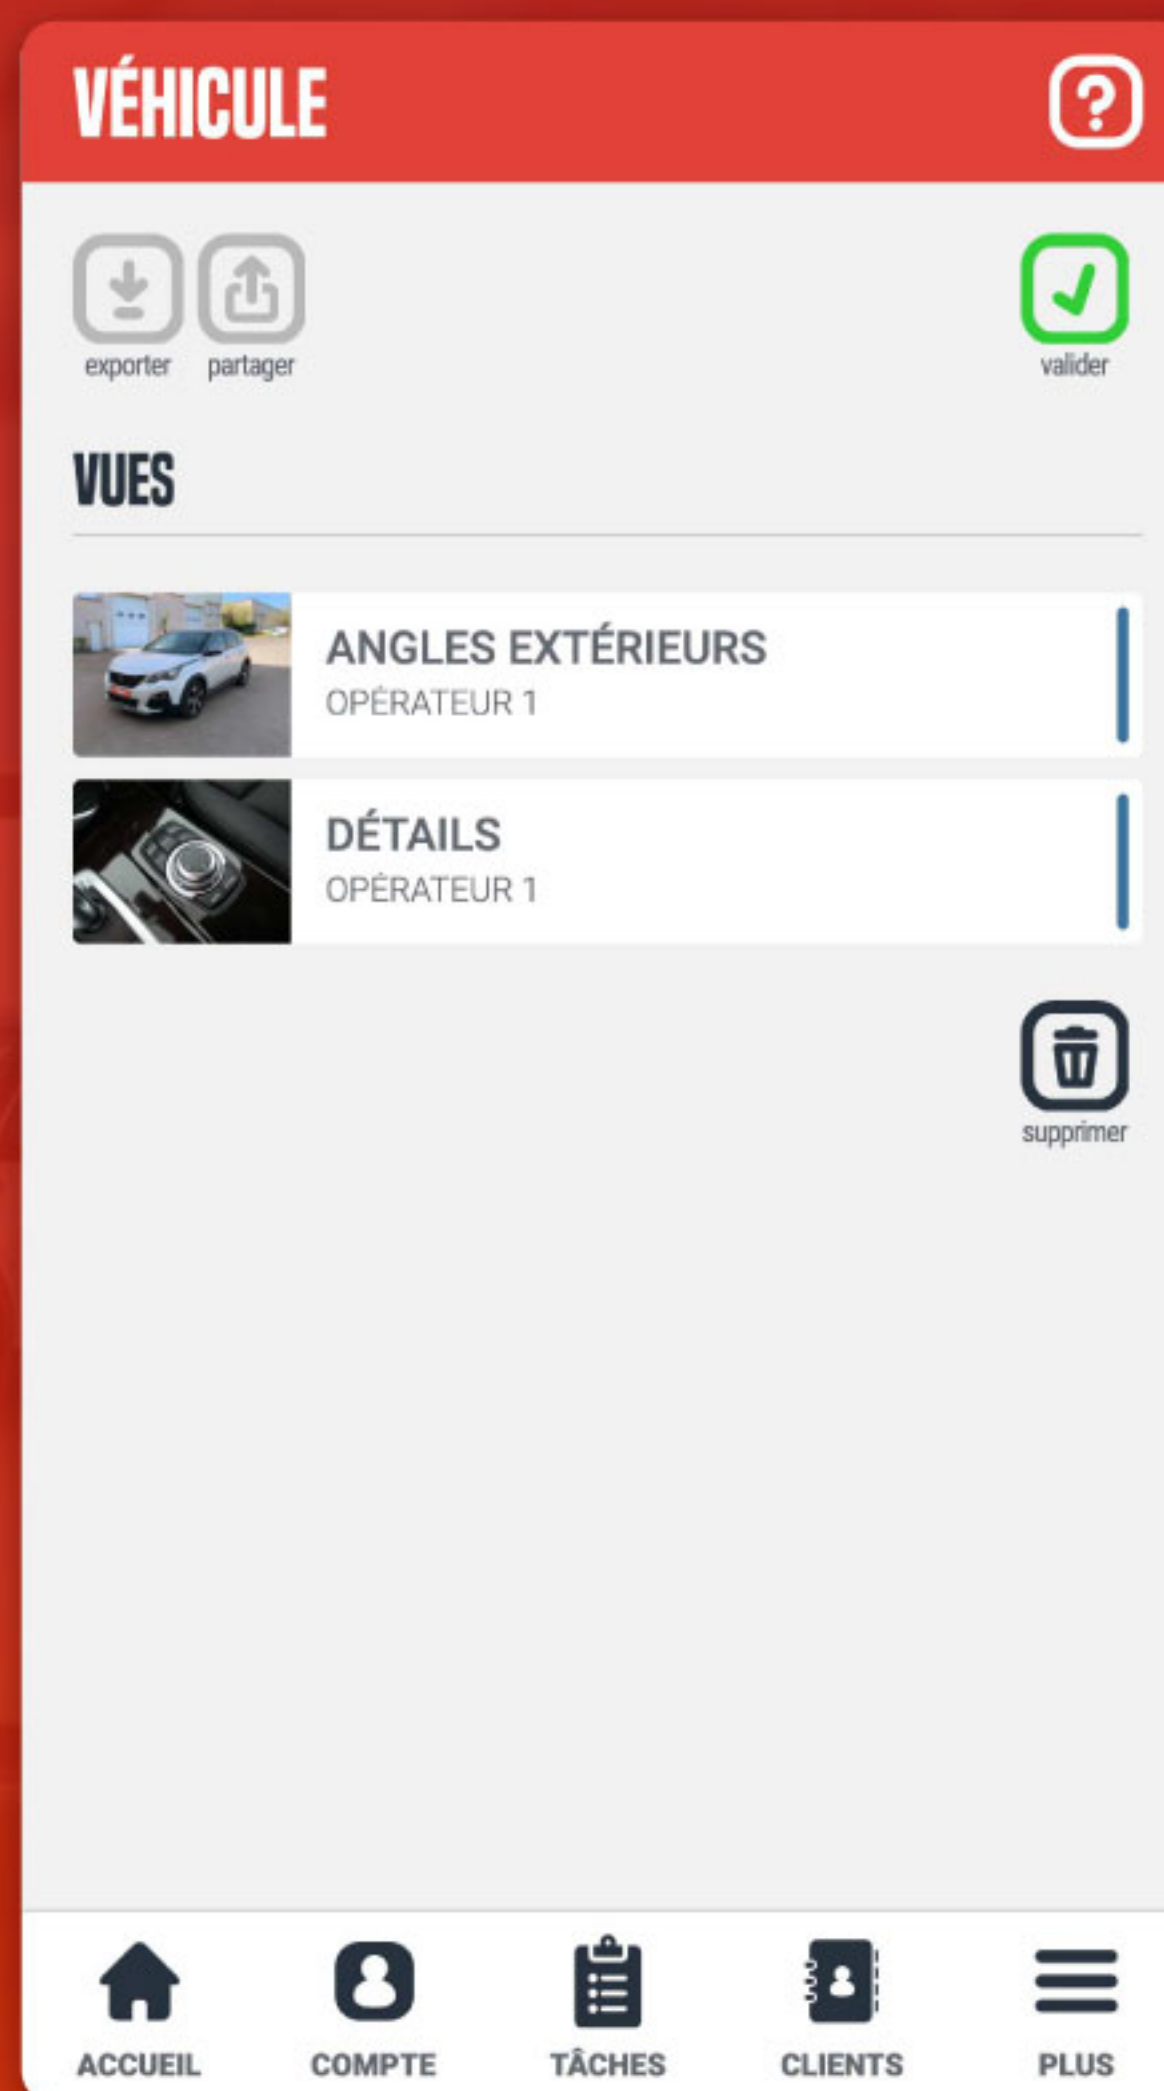 VÉHICULE
exporter partager valider
VUES
ANGLES EXTÉRIEURS
OPÉRATEUR 1
DÉTAILS
OPÉRATEUR 1
supprimer
ACCUEIL COMPTE TÂCHES CLIENTS PLUS